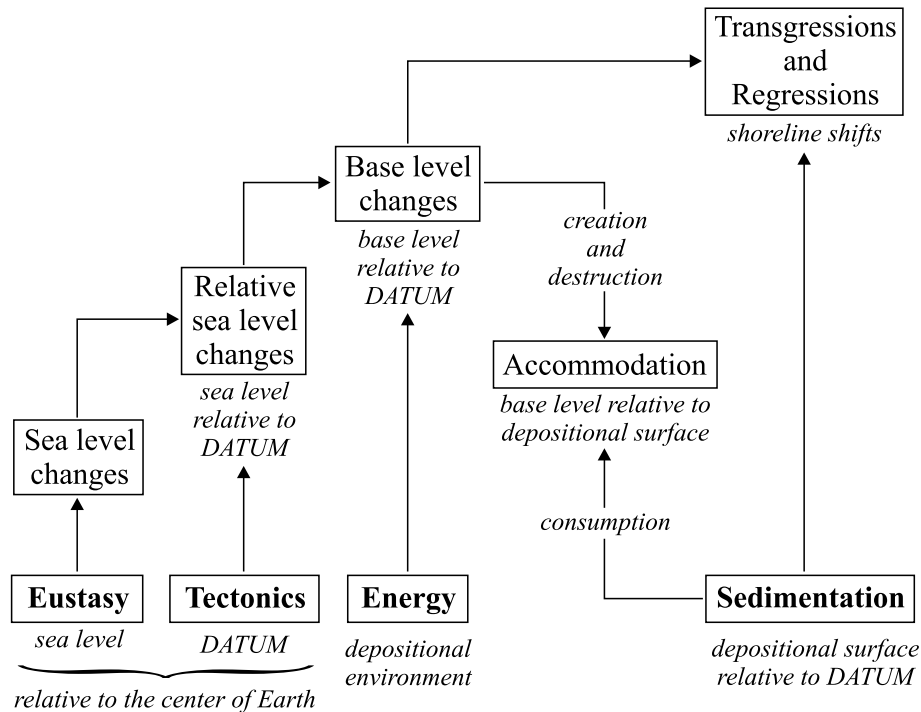 Transgressions
and
Regressions
shoreline shifts
Base level
changes
base level
relative to
DATUM
creation
and
destruction
Relative
sea level
changes
sea level
relative to
DATUM
Accommodation
base level relative to
depositional surface
Sea level
changes
consumption
Eustasy
sea level
Tectonics
DATUM
relative to the center of Earth
Energy
depositional
environment
Sedimentation
depositional surface
relative to DATUM